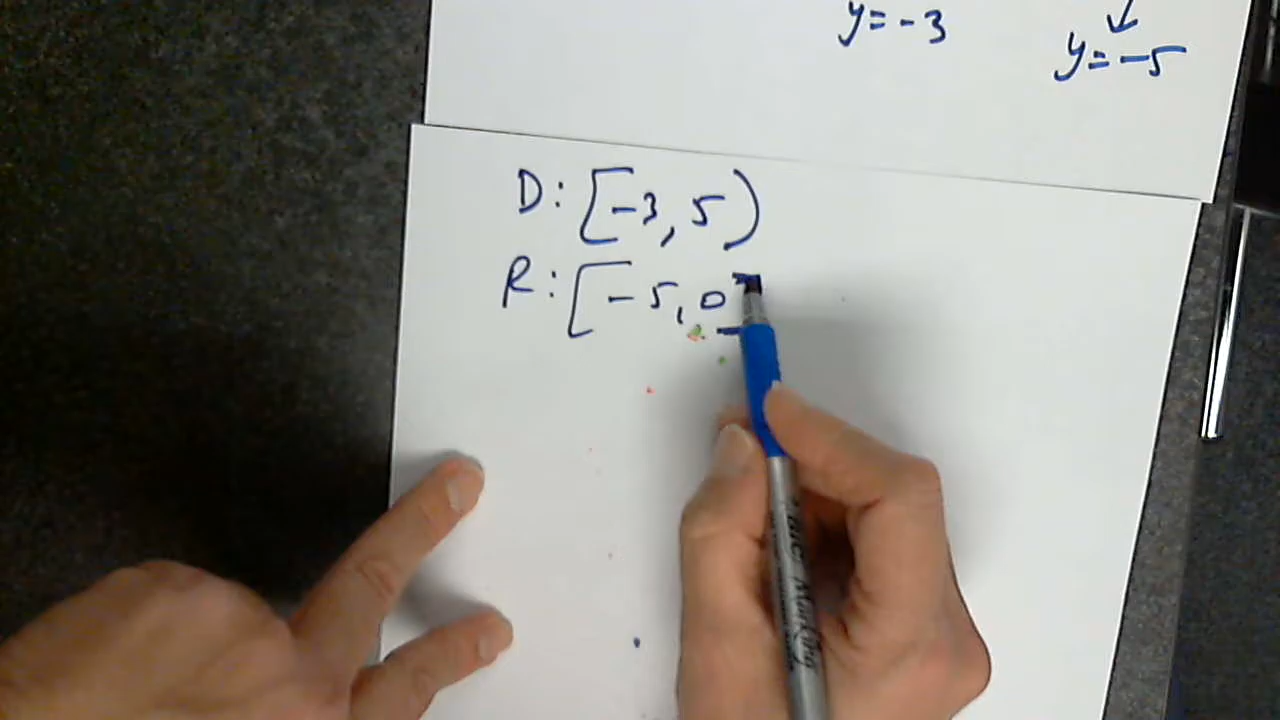 y = -3
y = -5
D: [-3, 5)
R: [-5, 0]